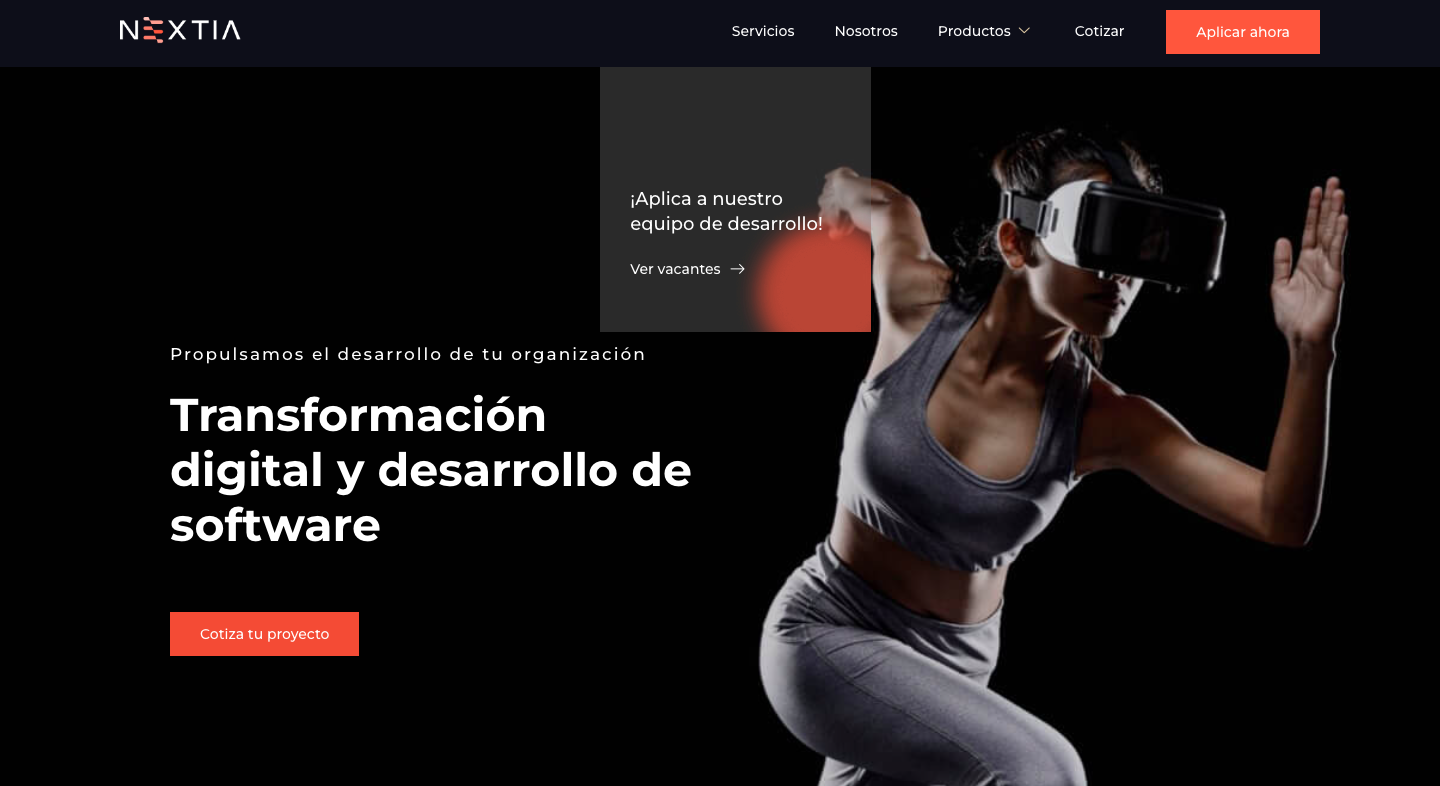 NEXTIA
Servicios
Nosotros
Productos
Cotizar
Aplicar ahora
¡Aplica a nuestro
equipo de desarrollo!
Ver vacantes
Propulsamos el desarrollo de tu organización
Transformación
digital y desarrollo de
software
Cotiza tu proyecto